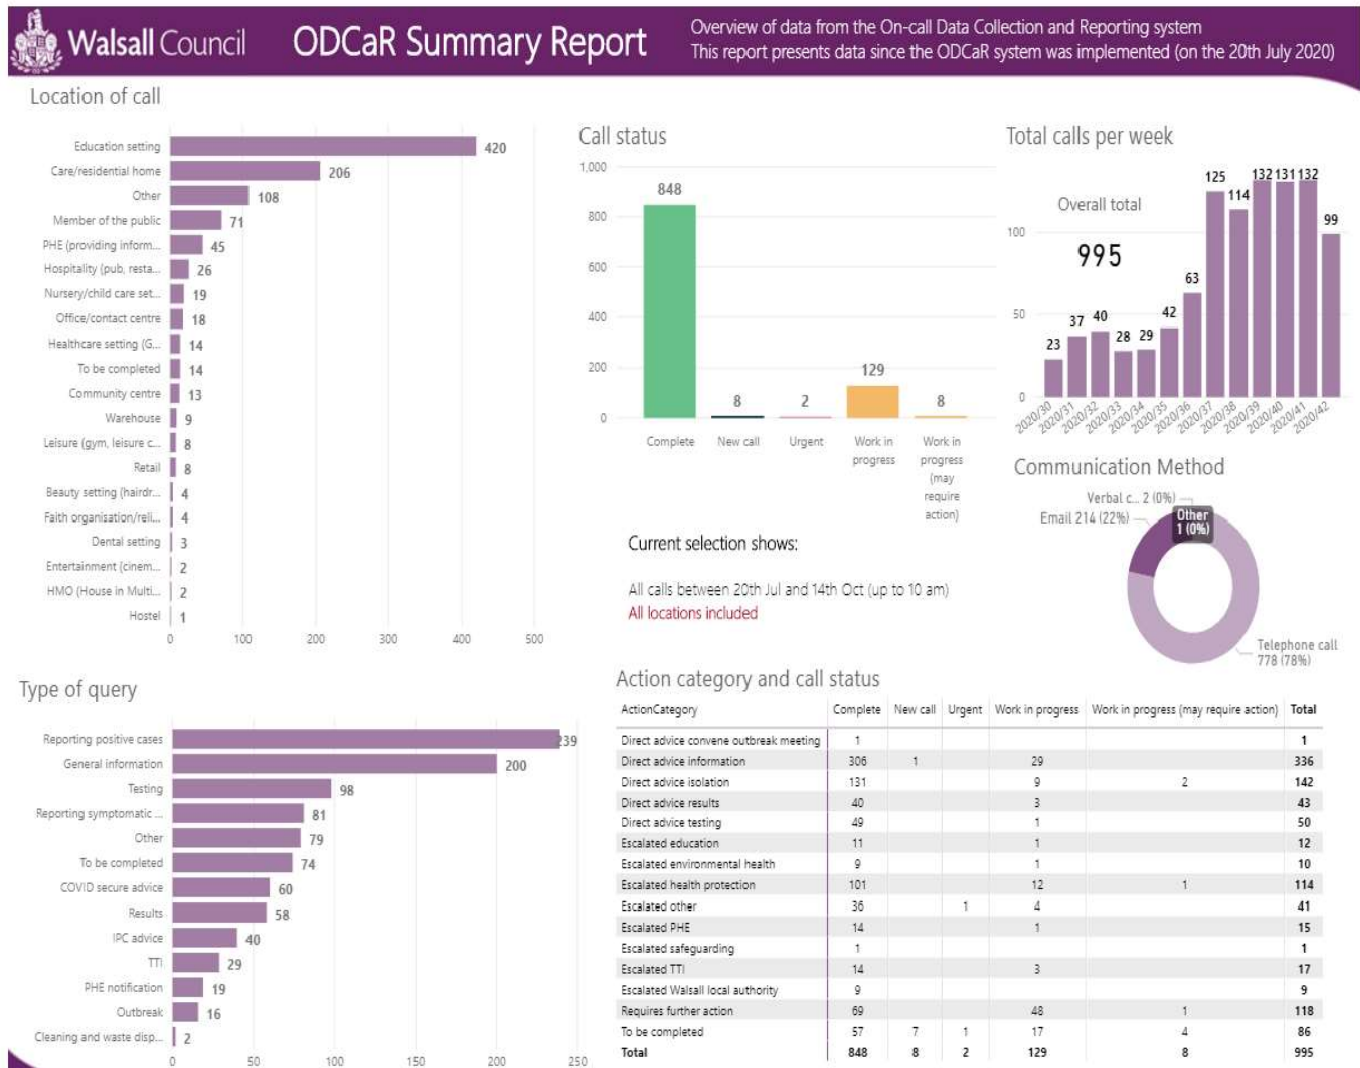 Walsall Council
ODCaR Summary Report
Overview of data from the On-call Data Collection and Reporting system
This report presents data since the ODCaR system was implemented (on the 20th July 2020)
Location of call
Education setting 420
Care/residential home 206
Other 108
Member of the public 71
PHE (providing inform... 45
Hospitality (pub, resta... 26
Nursery/child care set... 19
Office/contact centre 18
Healthcare setting (G... 14
To be completed 14
Community centre 13
Warehouse 9
Leisure (gym, leisure c... 8
Retail 8
Beauty setting (hairdr... 4
Faith organisation/reli... 4
Dental setting 3
Entertainment (cinem... 2
HMO (House in Multi... 2
Hostel 1
0 100 200 300 400 500
Call status
1,000
800
600
400
200
0
848 8 2 129 8
Complete New call Urgent Work in progress Work in progress (may require action)
Total calls per week
Overall total
995
100
50
0
23 37 40 28 29 42 63 125 114 132 131 132 99
2020/30 2020/31 2020/32 2020/33 2020/34 2020/35 2020/36 2020/37 2020/38 2020/39 2020/40 2020/41 2020/42
Communication Method
Verbal c... 2 (0%)
Other
1 (0%)
Email 214 (22%)
Telephone call
778 (78%)
Current selection shows:
All calls between 20th Jul and 14th Oct (up to 10 am)
All locations included
Type of query
Reporting positive cases 239
General information 200
Testing 98
Reporting symptomatic ... 81
Other 79
To be completed 74
COVID secure advice 60
Results 58
IPC advice 40
TTI 29
PHE notification 19
Outbreak 16
Cleaning and waste disp... 2
0 50 100 150 200 250
Action category and call status
ActionCategory Complete New call Urgent Work in progress Work in progress (may require action) Total
Direct advice convene outbreak meeting 1 1
Direct advice information 306 1 29 336
Direct advice isolation 131 9 2 142
Direct advice results 40 3 43
Direct advice testing 49 1 50
Escalated education 11 1 12
Escalated environmental health 9 1 10
Escalated health protection 101 12 1 114
Escalated other 36 1 4 41
Escalated PHE 14 1 15
Escalated safeguarding 1 1
Escalated TTI 14 3 17
Escalated Walsall local authority 9 9
Requires further action 69 48 1 118
To be completed 57 7 1 17 4 86
Total 848 8 2 129 8 995